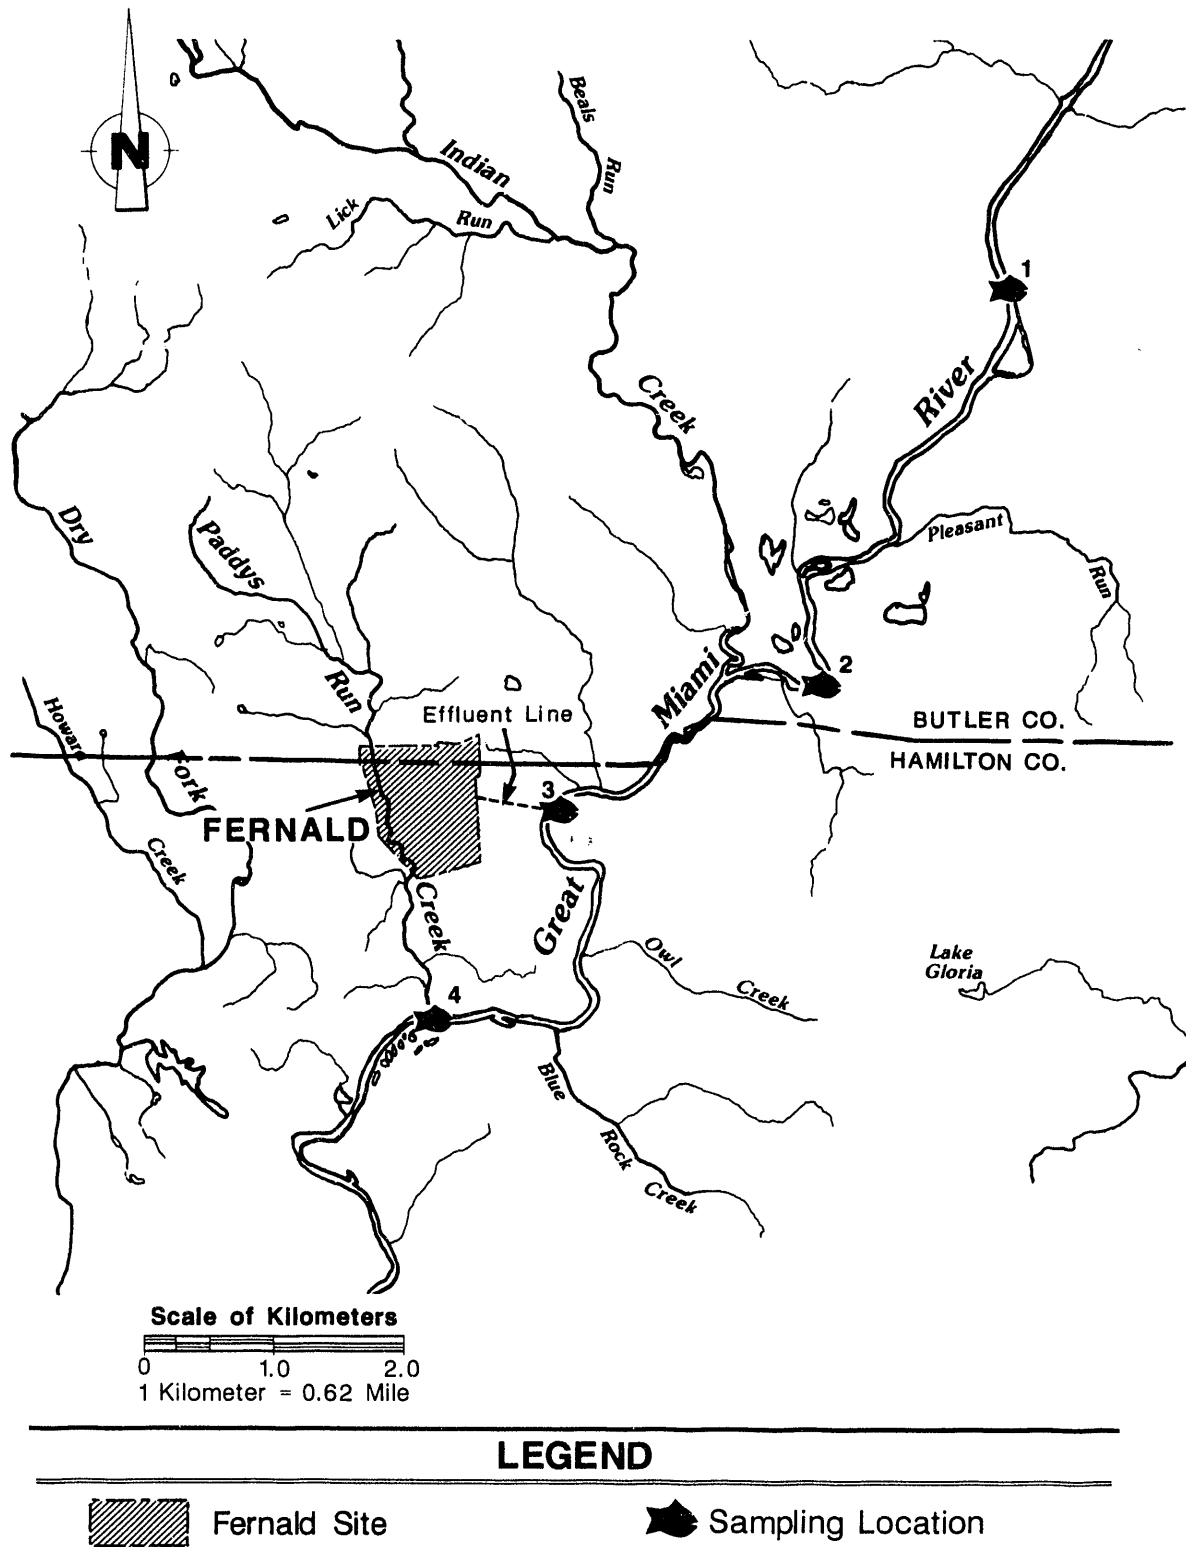 N
Indian
Beals
Run
Lick
Run
1
Creek
River
Dry
Paddys
Pleasant
Run
Run
2
Miami
Howard
Effluent Line
BUTLER CO.
HAMILTON CO.
Fork
3
FERNALD
Creek
Creek
Great
Owl
Creek
Lake
Gloria
4
Blue
Rock
Creek
Scale of Kilometers
0 1.0 2.0
1 Kilometer = 0.62 Mile
LEGEND
Fernald Site
Sampling Location